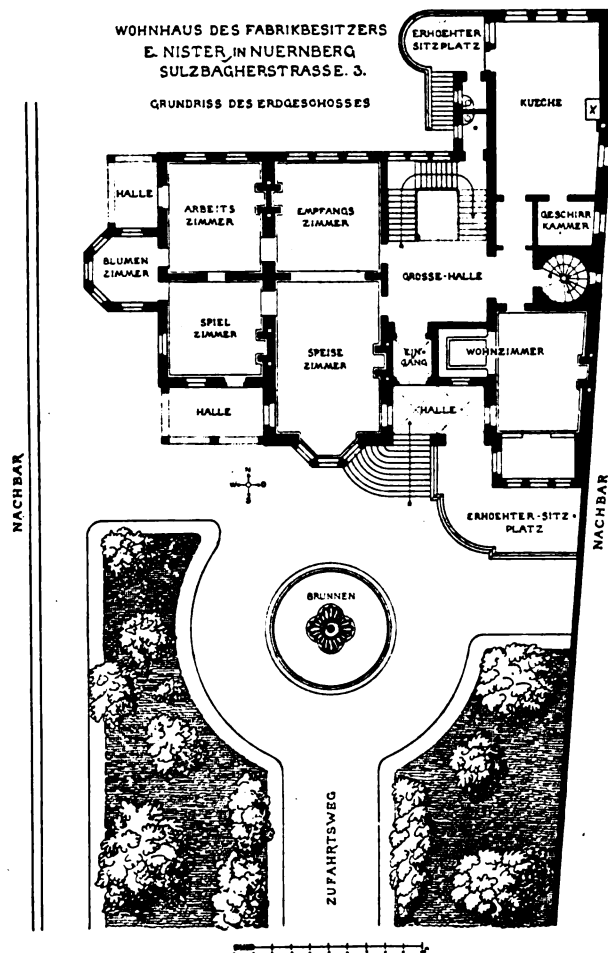 WOHNHAUS DES FABRIKBESITZERS
E. NISTER, IN NUERNBERG
SULZBAGHERSTRASSE. 3.
GRUNDRISS DES ERDGESCHOSSES
ERHOEHTER
SITZPLATZ
KUECHE
X
HALLE
ARBEITS
ZIMMER
EMPFANGS
ZIMMER
GESCHIRR
KAMMER
BLUMEN
ZIMMER
GROSSE-HALLE
SPIEL
ZIMMER
SPEISE
ZIMMER
EIN-
GANG
WOHNZIMMER
HALLE
HALLE
N
W
O
S
ERHOEHTER-SITZ-
PLATZ
NACHBAR
NACHBAR
BRUNNEN
ZUFAHRTSWEG